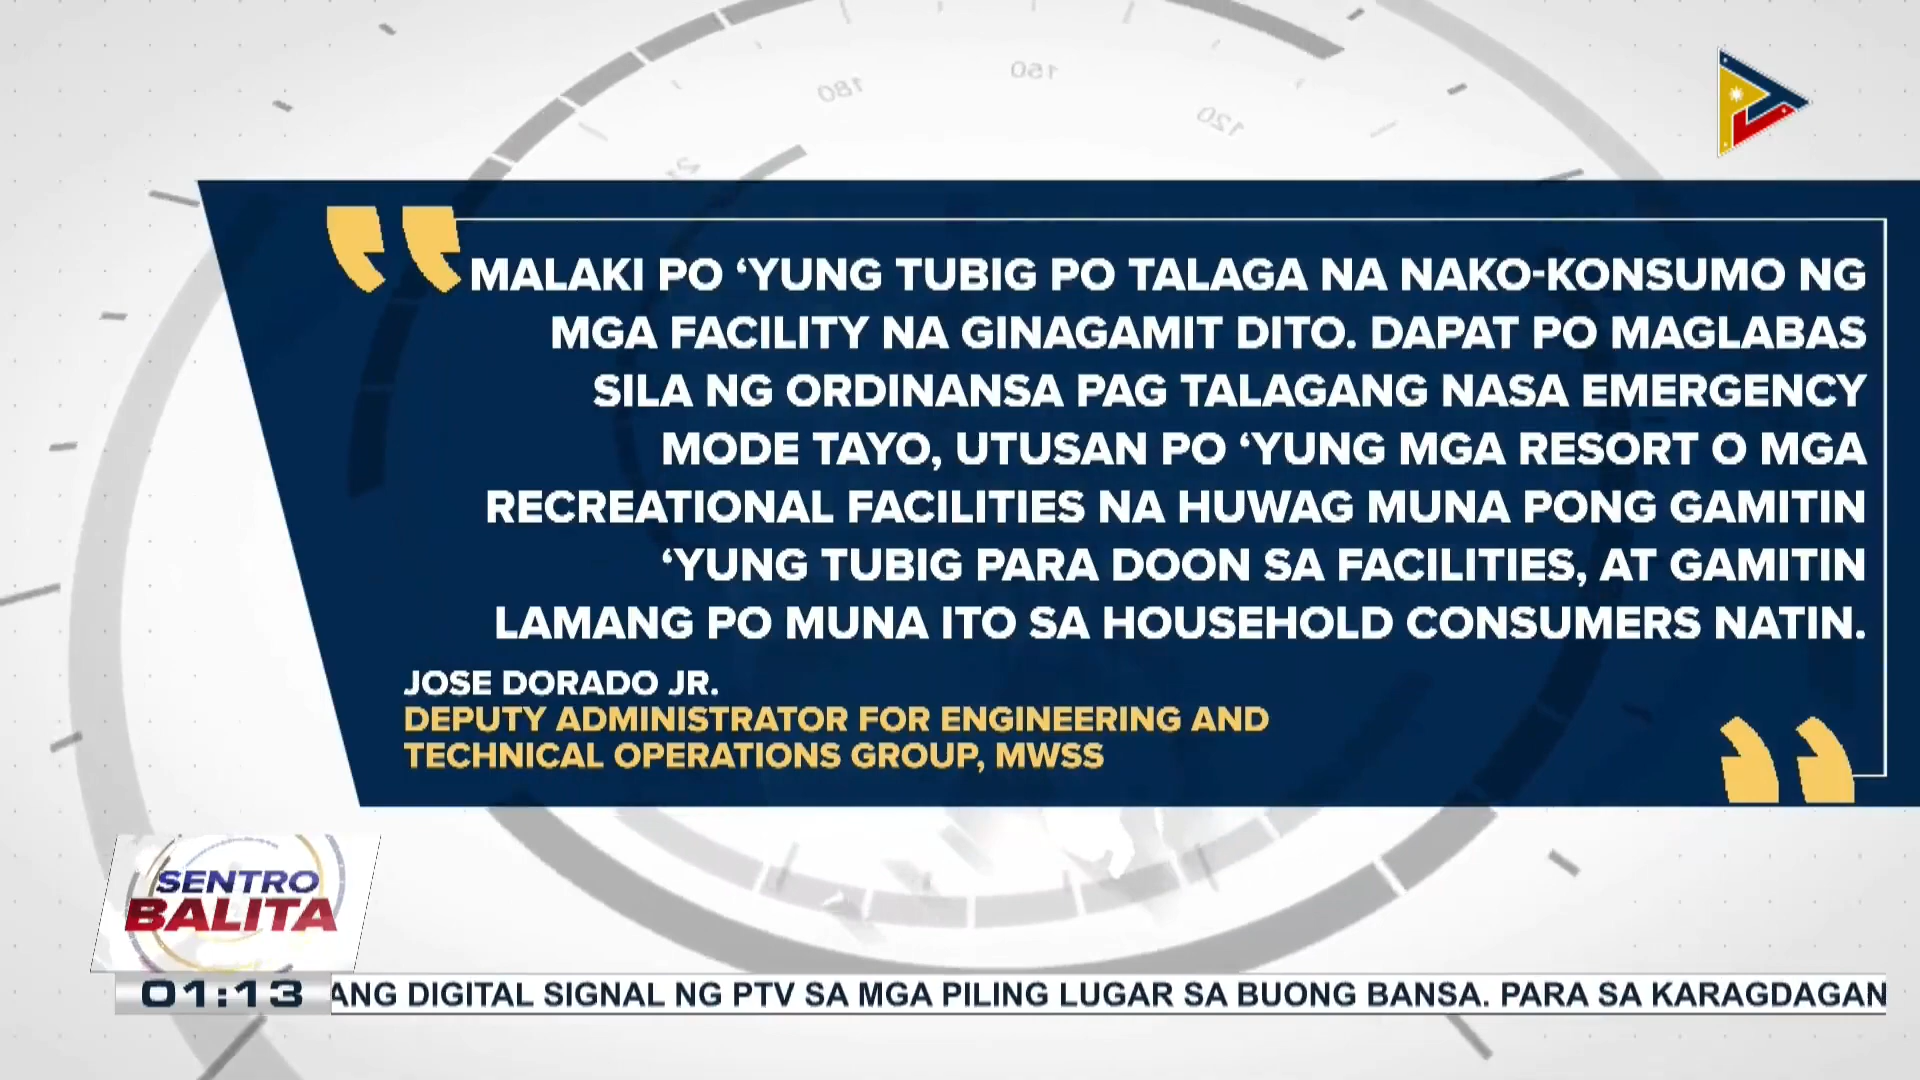 180
150
120
MALAKI PO ‘YUNG TUBIG PO TALAGA NA NAKO-KONSUMO NG
MGA FACILITY NA GINAGAMIT DITO. DAPAT PO MAGLABAS
SILA NG ORDINANSA PAG TALAGANG NASA EMERGENCY
MODE TAYO, UTUSAN PO ‘YUNG MGA RESORT O MGA
RECREATIONAL FACILITIES NA HUWAG MUNA PONG GAMITIN
‘YUNG TUBIG PARA DOON SA FACILITIES, AT GAMITIN
LAMANG PO MUNA ITO SA HOUSEHOLD CONSUMERS NATIN.
JOSE DORADO JR.
DEPUTY ADMINISTRATOR FOR ENGINEERING AND
TECHNICAL OPERATIONS GROUP, MWSS
SENTRO
BALITA
01:13
ANG DIGITAL SIGNAL NG PTV SA MGA PILING LUGAR SA BUONG BANSA. PARA SA KARAGDAGAN